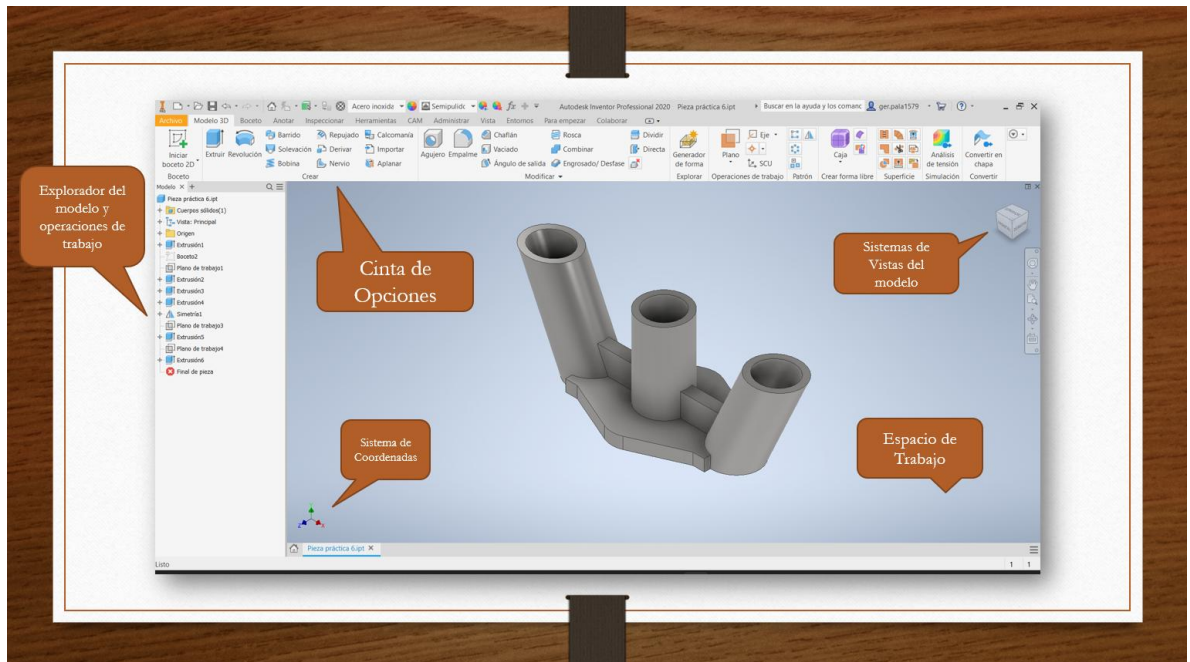 Acero inoxida
Semipulidc
Autodesk Inventor Professional 2020 Pieza práctica 6.ipt
Buscar en la ayuda y los comanc
ger.pala1579
Archivo Modelo 3D Boceto Anotar Inspeccionar Herramientas CAM Administrar Vista Entornos Para empezar Colaborar
Iniciar
boceto 2D
Extruir Revolución
Barrido Repujado Calcomanía
Solevación Derivar Importar
Bobina Nervio Aplanar
Agujero Empalme
Chaflán Rosca Dividir
Vaciado Combinar Directa
Ángulo de salida Engrosado/ Desfase
Generador
de forma
Plano
Eje
SCU
Caja
Análisis
de tensión
Convertir en
chapa
Boceto Crear Modificar Explorar Operaciones de trabajo Patrón Crear forma libre Superficie Simulación Convertir
Modelo
Pieza práctica 6.ipt
Cuerpos sólidos(1)
Vista: Principal
Origen
Extrusión1
Boceto2
Plano de trabajo1
Extrusión2
Extrusión3
Extrusión4
Simetría1
Plano de trabajo3
Extrusión5
Plano de trabajo4
Extrusión6
Final de pieza
Explorador del
modelo y
operaciones de
trabajo
Cinta de
Opciones
Sistemas de
Vistas del
modelo
Sistema de
Coordenadas
Espacio de
Trabajo
Z X
Pieza práctica 6.ipt
Listo
1 1